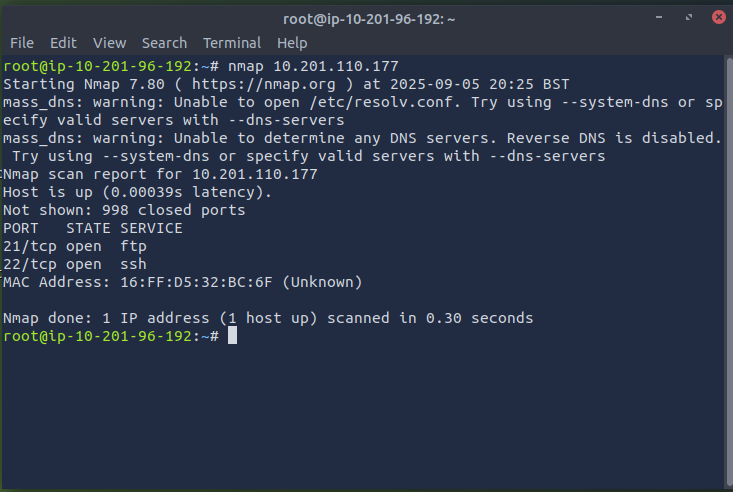 root@ip-10-201-96-192: ~
File Edit View Search Terminal Help
root@ip-10-201-96-192:~# nmap 10.201.110.177
Starting Nmap 7.80 ( https://nmap.org ) at 2025-09-05 20:25 BST
mass_dns: warning: Unable to open /etc/resolv.conf. Try using --system-dns or sp
ecify valid servers with --dns-servers
mass_dns: warning: Unable to determine any DNS servers. Reverse DNS is disabled.
 Try using --system-dns or specify valid servers with --dns-servers
Nmap scan report for 10.201.110.177
Host is up (0.00039s latency).
Not shown: 998 closed ports
PORT   STATE SERVICE
21/tcp open  ftp
22/tcp open  ssh
MAC Address: 16:FF:D5:32:BC:6F (Unknown)
Nmap done: 1 IP address (1 host up) scanned in 0.30 seconds
root@ip-10-201-96-192:~#